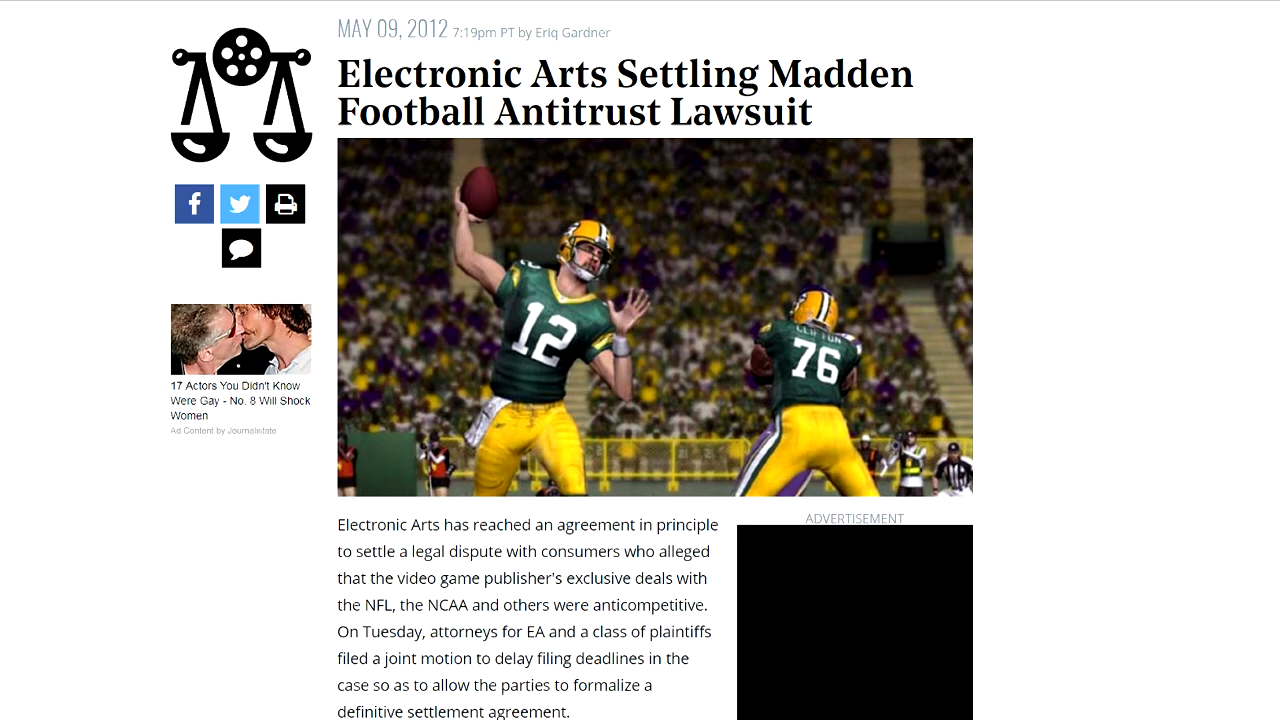 MAY 09, 2012 7:19pm PT by Eriq Gardner
Electronic Arts Settling Madden
Football Antitrust Lawsuit
12
CLIFTON
76
17 Actors You Didn't Know
Were Gay - No. 8 Will Shock
Women
Ad Content by Journalistate
Electronic Arts has reached an agreement in principle
to settle a legal dispute with consumers who alleged
that the video game publisher's exclusive deals with
the NFL, the NCAA and others were anticompetitive.
On Tuesday, attorneys for EA and a class of plaintiffs
filed a joint motion to delay filing deadlines in the
case so as to allow the parties to formalize a
definitive settlement agreement.
ADVERTISEMENT